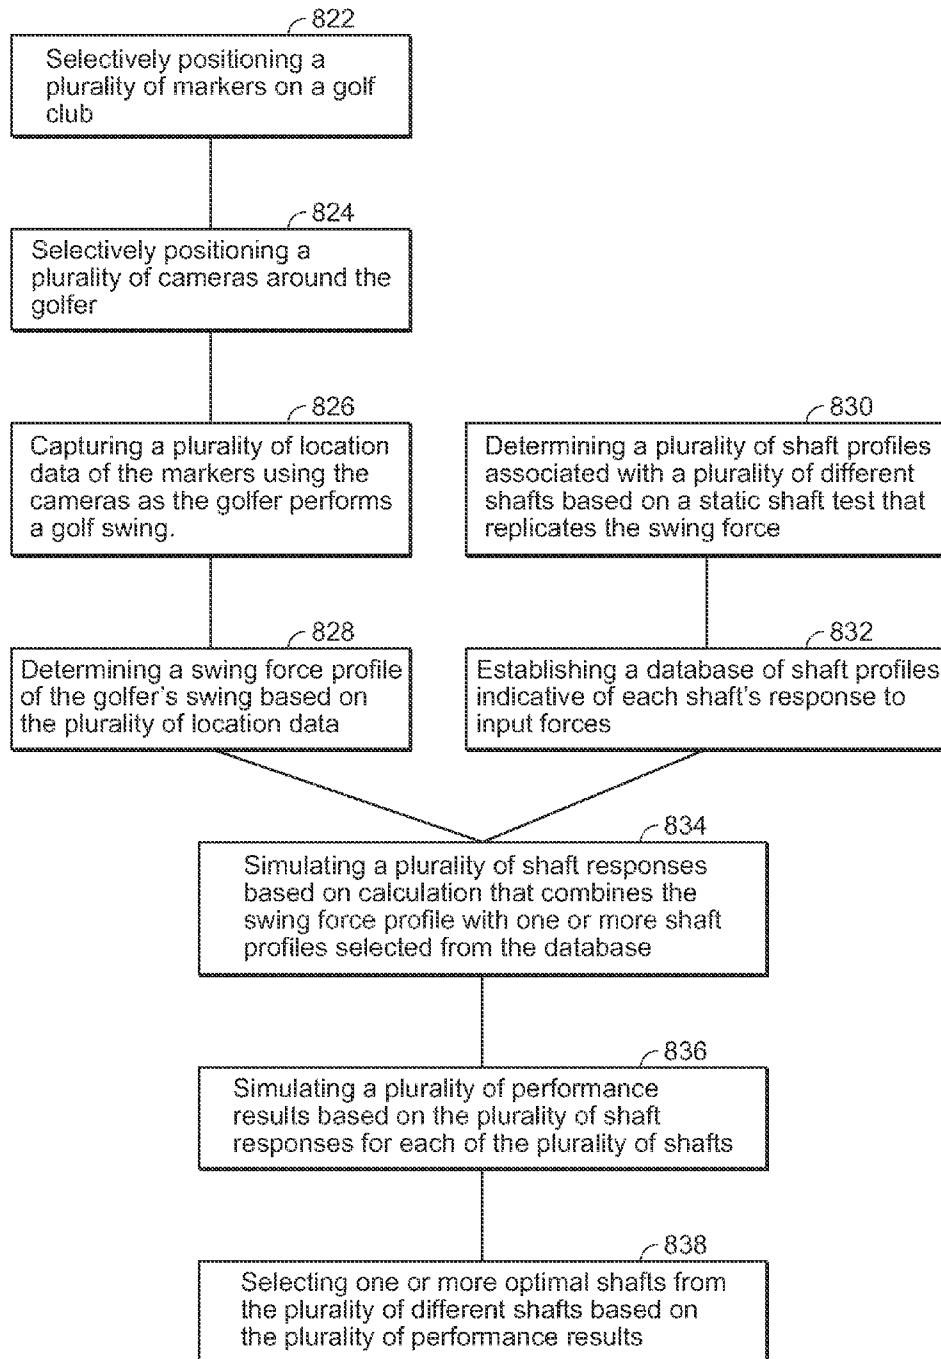 822
Selectively positioning a
plurality of markers on a golf
club
824
Selectively positioning a
plurality of cameras around the
golfer
826
Capturing a plurality of location
data of the markers using the
cameras as the golfer performs
a golf swing.
830
Determining a plurality of shaft profiles
associated with a plurality of different
shafts based on a static shaft test that
replicates the swing force
828
Determining a swing force profile
of the golfer's swing based on
the plurality of location data
832
Establishing a database of shaft profiles
indicative of each shaft's response to
input forces
834
Simulating a plurality of shaft responses
based on calculation that combines the
swing force profile with one or more shaft
profiles selected from the database
836
Simulating a plurality of performance
results based on the plurality of shaft
responses for each of the plurality of shafts
838
Selecting one or more optimal shafts from
the plurality of different shafts based on
the plurality of performance results